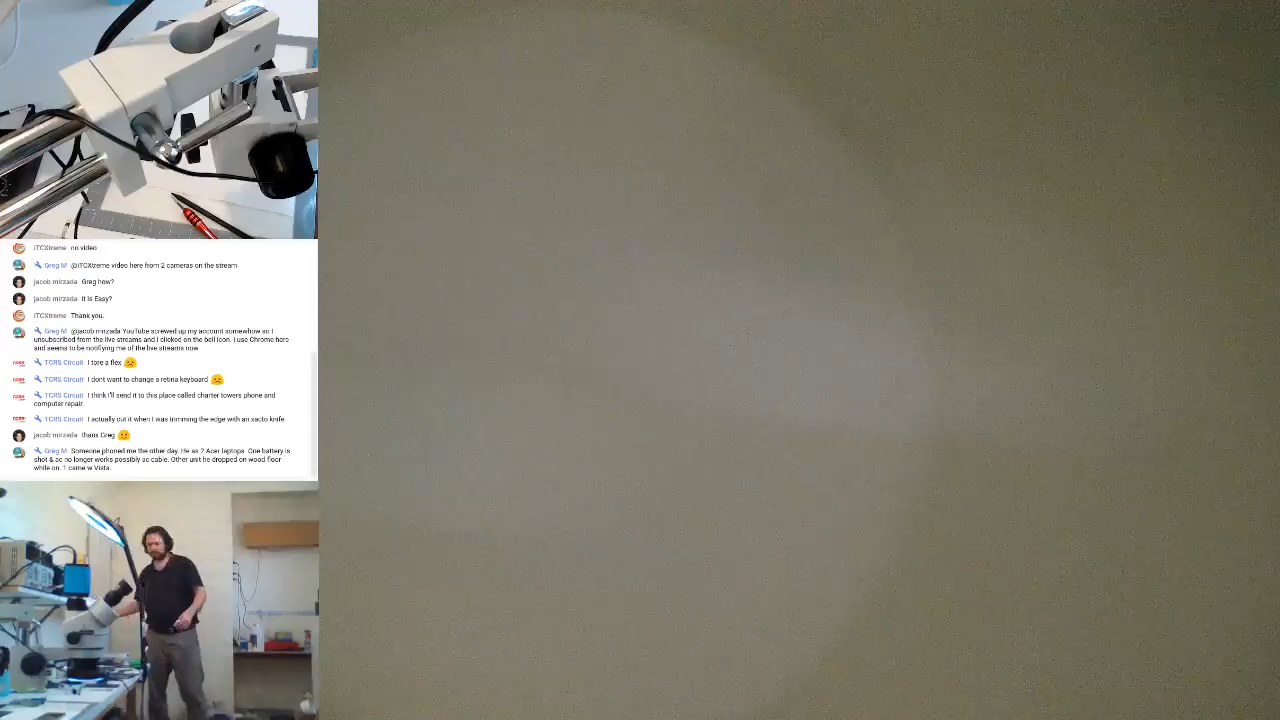 iTCXtreme no video
Greg M @iTCXtreme video here from 2 cameras on the stream
jacob mirzada Greg how?
jacob mirzada it Is Easy?
iTCXtreme Thank you.
Greg M @jacob mirzada YouTube screwed up my account somehow so I
unsubscribed from the live streams and I clicked on the bell icon. I use Chrome here
and seems to be notifiying me of the live streams now
TCRS Circuit I tore a flex
TCRS Circuit I dont want to change a retina keyboard
TCRS Circuit I think I'll send it to this place called charter towers phone and
computer repair.
TCRS Circuit I actually cut it when I was trimming the edge with an xacto knife
jacob mirzada thanx Greg
Greg M Someone phoned me the other day. He as 2 Acer laptops One battery is
shot & ac no longer works possibly ac cable. Other unit he dropped on wood floor
while on. 1 came w Vista.